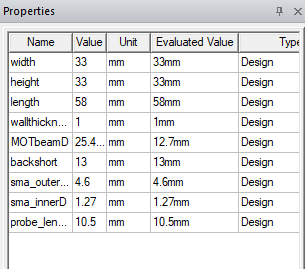 Properties
Name Value Unit Evaluated Value Type
width 33 mm 33mm Design
height 33 mm 33mm Design
length 58 mm 58mm Design
wallthickn... 1 mm 1mm Design
MOTbeamD 25.4... mm 12.7mm Design
backshort 13 mm 13mm Design
sma_outer... 4.6 mm 4.6mm Design
sma_innerD 1.27 mm 1.27mm Design
probe_len... 10.5 mm 10.5mm Design